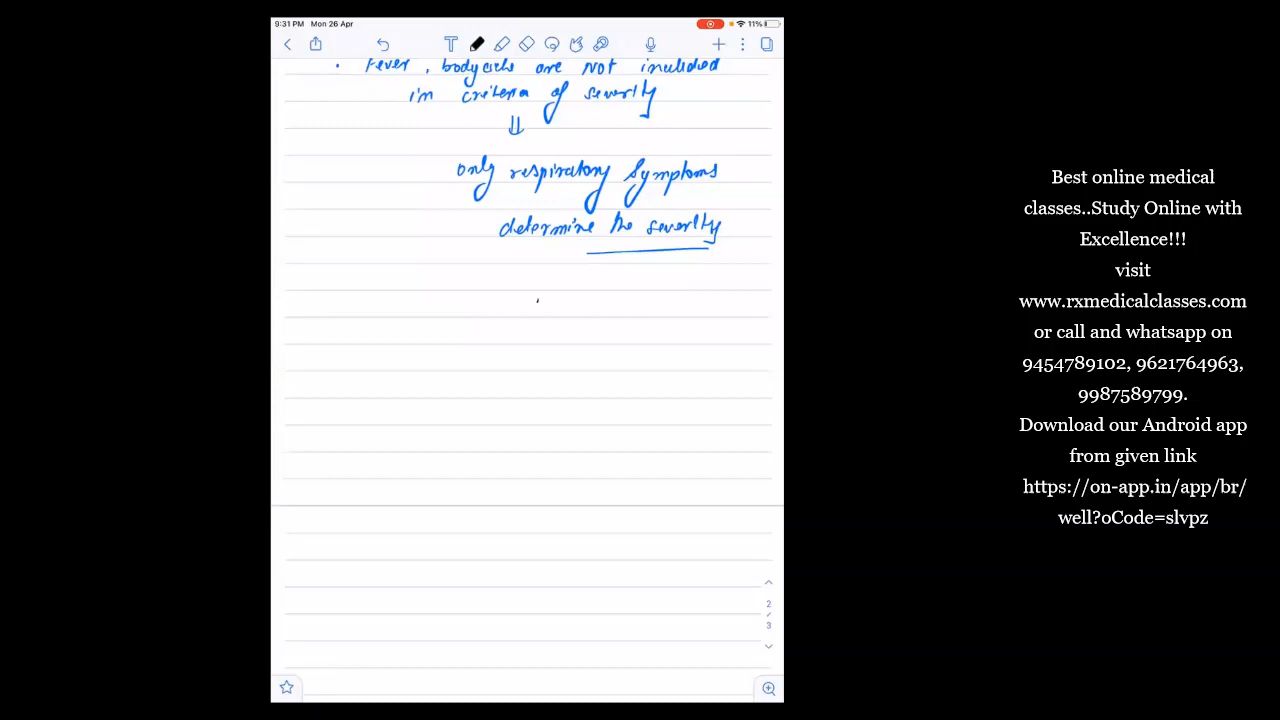 9:31 PM Mon 26 Apr
11%
• Fever, bodyache are Not included
in criteria of severity
⇓
only respiratory symptoms
determine the severity
2
3
Best online medical
classes..Study Online with
Excellence!!!
visit
www.rxmedicalclasses.com
or call and whatsapp on
9454789102, 9621764963,
9987589799.
Download our Android app
from given link
https://on-app.in/app/br/
well?oCode=slvpz